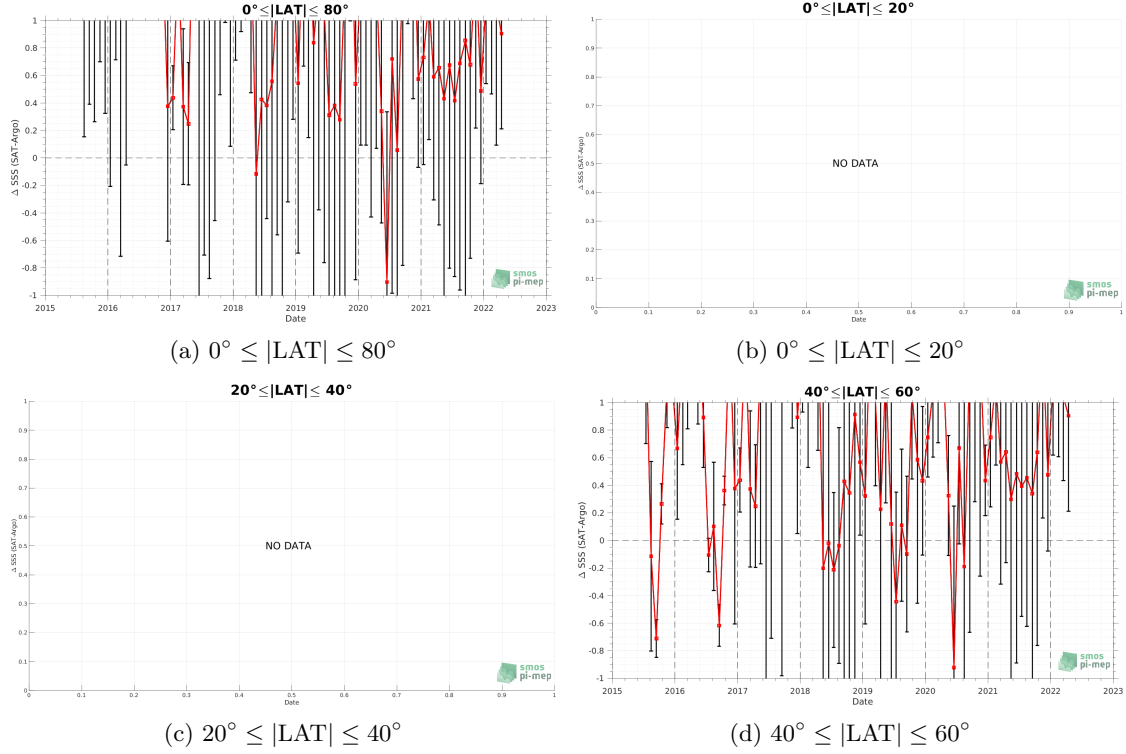 0°≤|LAT|≤ 80°
Δ SSS (SAT-Argo)
1
0.8
0.6
0.4
0.2
0
-0.2
-0.4
-0.6
-0.8
-1
2015 2016 2017 2018 2019 2020 2021 2022 2023
Date
smos
pi-mep
(a) 0° ≤ |LAT| ≤ 80°
0°≤|LAT|≤ 20°
Δ SSS (SAT-Argo)
1
0.9
0.8
0.7
0.6
0.5
0.4
0.3
0.2
0.1
0
NO DATA
0 0.1 0.2 0.3 0.4 0.5 0.6 0.7 0.8 0.9 1
Date
smos
pi-mep
(b) 0° ≤ |LAT| ≤ 20°
20°≤|LAT|≤ 40°
Δ SSS (SAT-Argo)
1
0.9
0.8
0.7
0.6
0.5
0.4
0.3
0.2
0.1
0
NO DATA
0 0.1 0.2 0.3 0.4 0.5 0.6 0.7 0.8 0.9 1
Date
smos
pi-mep
(c) 20° ≤ |LAT| ≤ 40°
40°≤|LAT|≤ 60°
Δ SSS (SAT-Argo)
1
0.8
0.6
0.4
0.2
0
-0.2
-0.4
-0.6
-0.8
-1
2015 2016 2017 2018 2019 2020 2021 2022 2023
Date
smos
pi-mep
(d) 40° ≤ |LAT| ≤ 60°